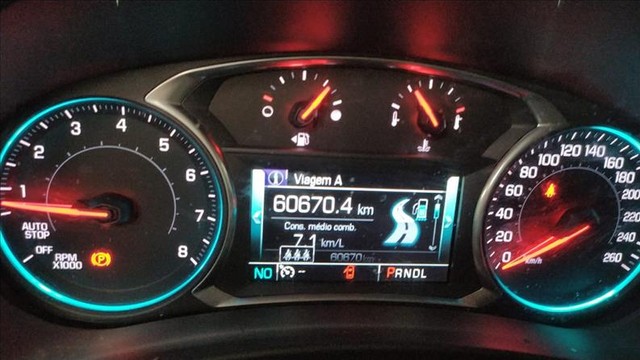 1
2
3
4
5
6
7
8
AUTO
STOP
OFF
RPM
X1000
(P)
Viagem A
60670.4 km
Cons. médio comb.
7.1 km/L
60670 km
NO
--
PRNDL
0
20
40
60
80
100
120
140
160
180
200
220
240
260
km/h